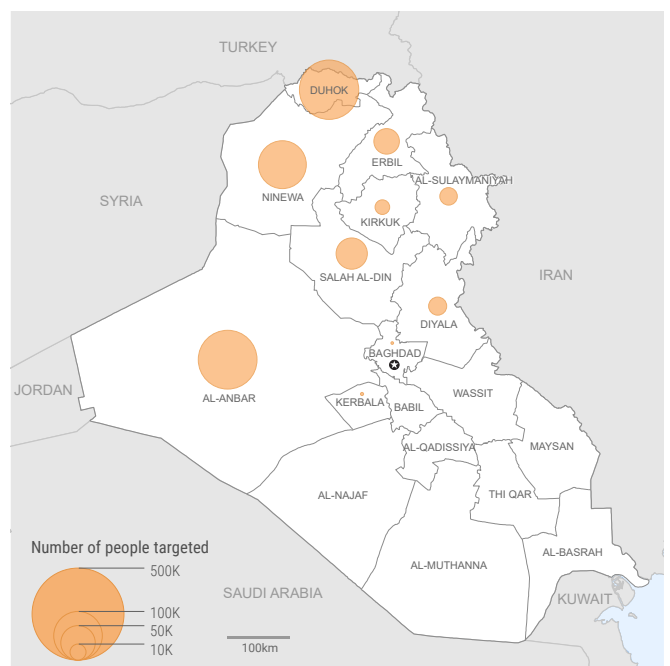 TURKEY
DUHOK
ERBIL
AL-SULAYMANIYAH
NINEWA
SYRIA
KIRKUK
SALAH AL-DIN
IRAN
DIYALA
BAGHDAD
JORDAN
AL-ANBAR
KERBALA
BABIL
WASSIT
AL-QADISSIYA
MAYSAN
AL-NAJAF
THI QAR
AL-MUTHANNA
AL-BASRAH
Number of people targeted
500K
100K
50K
10K
SAUDI ARABIA
KUWAIT
100km